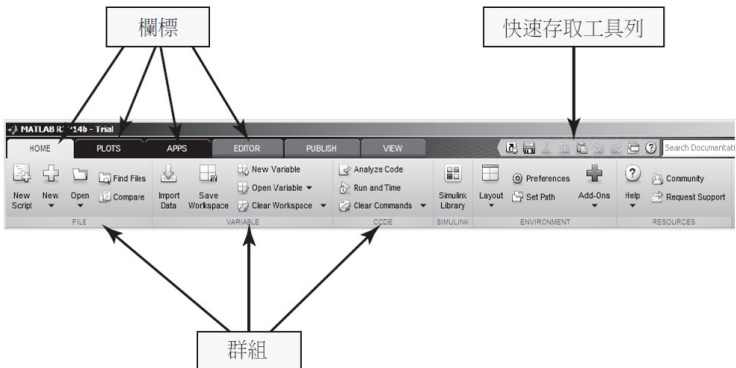 欄標
快速存取工具列
MATLAB R2014b - Trial
HOME PLOTS APPS EDITOR PUBLISH VIEW
Search Documentati
New Script
New
Open
Find Files
Compare
FILE
Import Data
Save Workspace
New Variable
Open Variable
Clear Workspace
VARIABLE
Analyze Code
Run and Time
Clear Commands
CODE
Simulink Library
SIMULINK
Layout
Preferences
Set Path
Add-Ons
ENVIRONMENT
Help
Community
Request Support
RESOURCES
群組